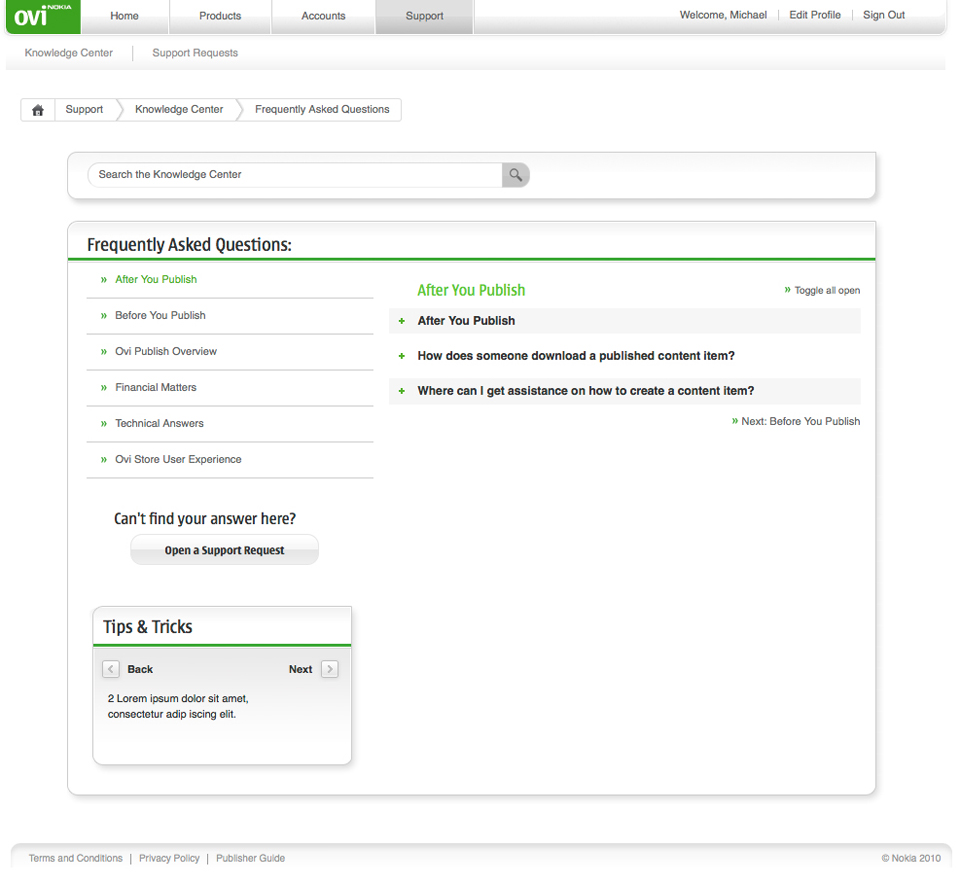 ovi NOKIA Home Products Accounts Support Welcome, Michael | Edit Profile | Sign Out
Knowledge Center | Support Requests
Support Knowledge Center Frequently Asked Questions
Search the Knowledge Center
Frequently Asked Questions:
» After You Publish
» Before You Publish
» Ovi Publish Overview
» Financial Matters
» Technical Answers
» Ovi Store User Experience
After You Publish » Toggle all open
+ After You Publish
+ How does someone download a published content item?
+ Where can I get assistance on how to create a content item?
» Next: Before You Publish
Can't find your answer here?
Open a Support Request
Tips & Tricks
< Back Next >
2 Lorem ipsum dolor sit amet,
consectetur adip iscing elit.
Terms and Conditions | Privacy Policy | Publisher Guide © Nokia 2010